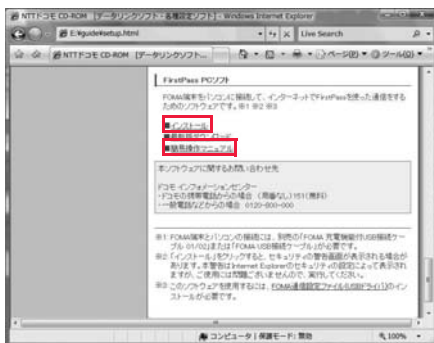 NTTドコモ CD-ROM [データリンクソフト・各種設定ソフト] - Windows Internet Explorer
E:¥guide¥setup.html
Live Search
NTTドコモ CD-ROM [データリンクソフト...
ページ(P)
ツール(O)
FirstPass PCソフト
FOMA端末をパソコンに接続して、インターネットでFirstPassを使った通信をする
ためのソフトウェアです。※1 ※2 ※3
■インストール
■最新版ダウンロード
■簡易操作マニュアル
本ソフトウェアに関するお問い合わせ先
ドコモ インフォメーションセンター
・ドコモの携帯電話からの場合 (局番なし)151(無料)
・一般電話などからの場合 0120-800-000
※1: FOMA端末とパソコンの接続には、別売の「FOMA 充電機能付USB接続ケー
ブル 01/02」または「FOMA USB接続ケーブル」が必要です。
※2: 「インストール」をクリックすると、セキュリティの警告画面が表示される場合が
あります。本警告はInternet Explorerのセキュリティの設定によって表示され
ますが、ご使用には問題ございませんので、実行してください。
※3: このソフトウェアを使用するには、FOMA通信設定ファイル(USBドライバ)のイン
ストールが必要です。
コンピュータ | 保護モード: 無効
100%